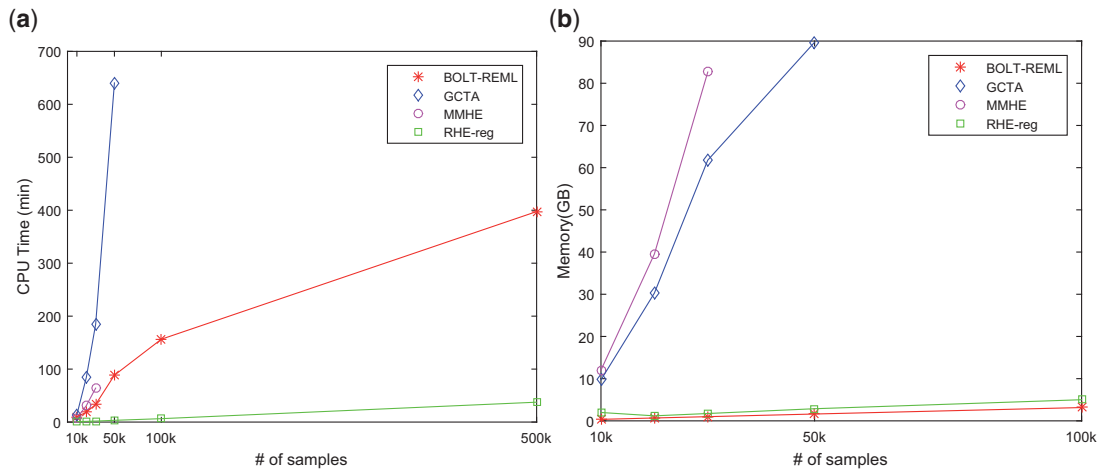 (a)
700
600
500
400
300
200
100
0
CPU Time (min)
10k
50k
100k
500k
# of samples
BOLT-REML
GCTA
MMHE
RHE-reg
(b)
90
80
70
60
50
40
30
20
10
0
Memory(GB)
10k
50k
100k
# of samples
BOLT-REML
GCTA
MMHE
RHE-reg